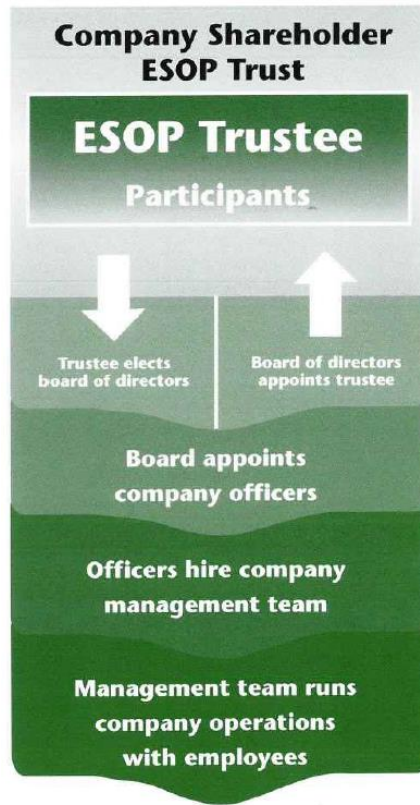 Company Shareholder
ESOP Trust
ESOP Trustee
Participants
Trustee elects
board of directors
Board of directors
appoints trustee
Board appoints
company officers
Officers hire company
management team
Management team runs
company operations
with employees